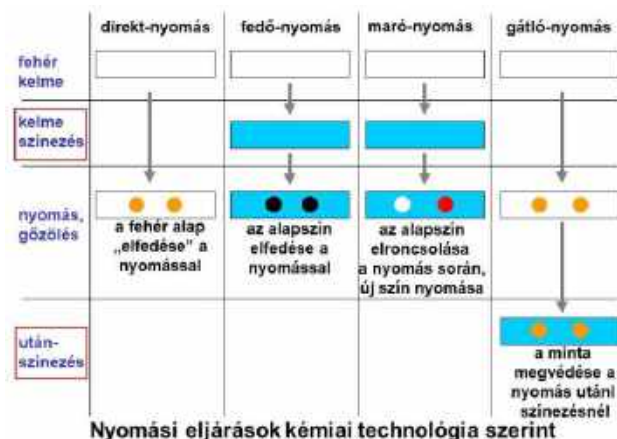 direkt-nyomás fedő-nyomás maró-nyomás gátló-nyomás
fehér
kelme
kelme
színezés
nyomás,
gőzölés
a fehér alap
„elfedése” a
nyomással
az alapszín
elfedése a
nyomással
az alapszín
elroncsolása
a nyomás során,
új szín nyomása
után-
színezés
a minta
megvédése a
nyomás utáni
színezésnél
Nyomási eljárások kémiai technológia szerint